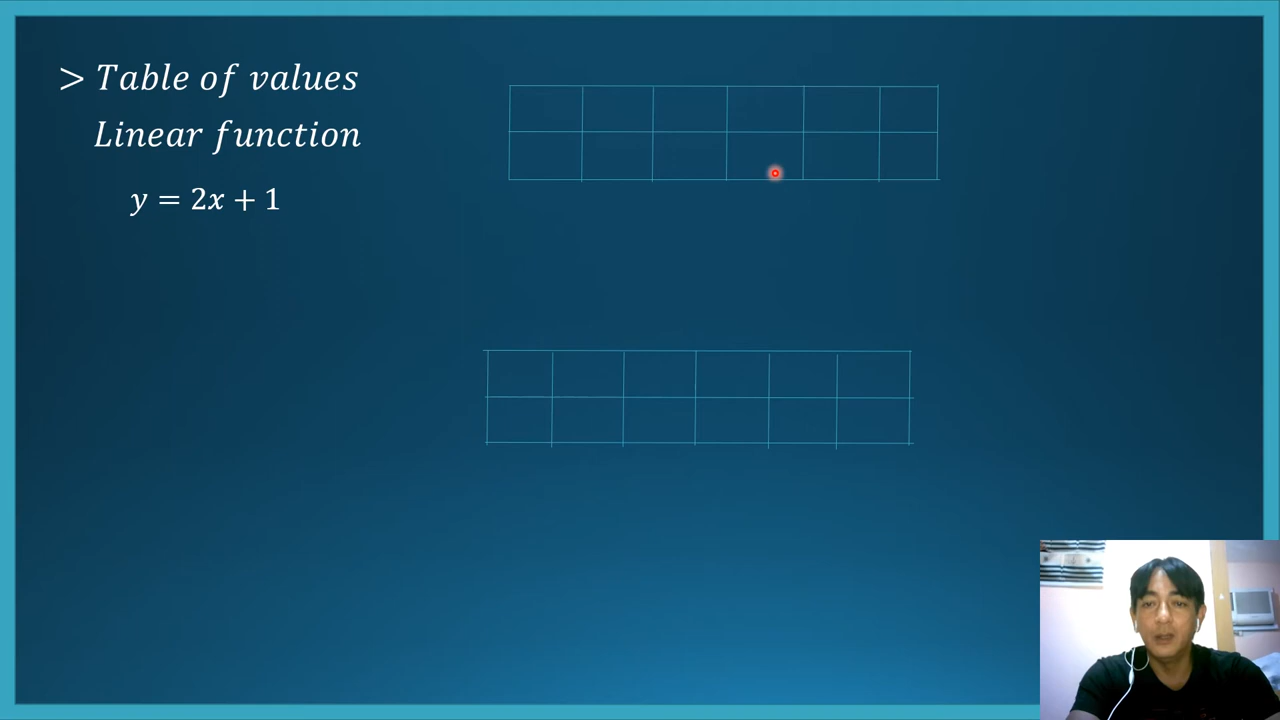 > Table of values
Linear function
y = 2x + 1